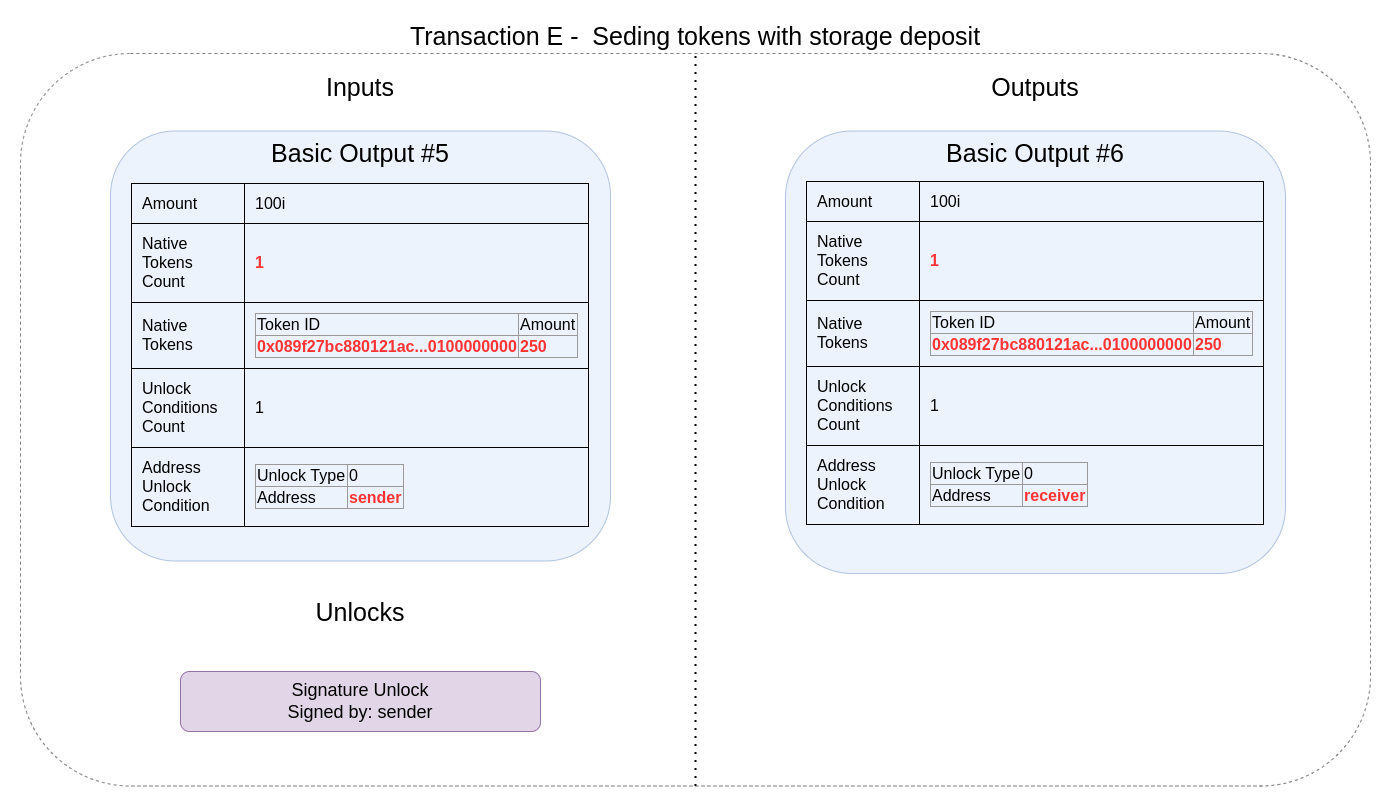 Transaction E -  Seding tokens with storage deposit
Inputs
Basic Output #5
Amount
100i
Native
Tokens
Count
1
Native
Tokens
Token ID
Amount
0x089f27bc880121ac...0100000000
250
Unlock
Conditions
Count
1
Address
Unlock
Condition
Unlock Type
0
Address
sender
Unlocks
Signature Unlock
Signed by: sender
Outputs
Basic Output #6
Amount
100i
Native
Tokens
Count
1
Native
Tokens
Token ID
Amount
0x089f27bc880121ac...0100000000
250
Unlock
Conditions
Count
1
Address
Unlock
Condition
Unlock Type
0
Address
receiver